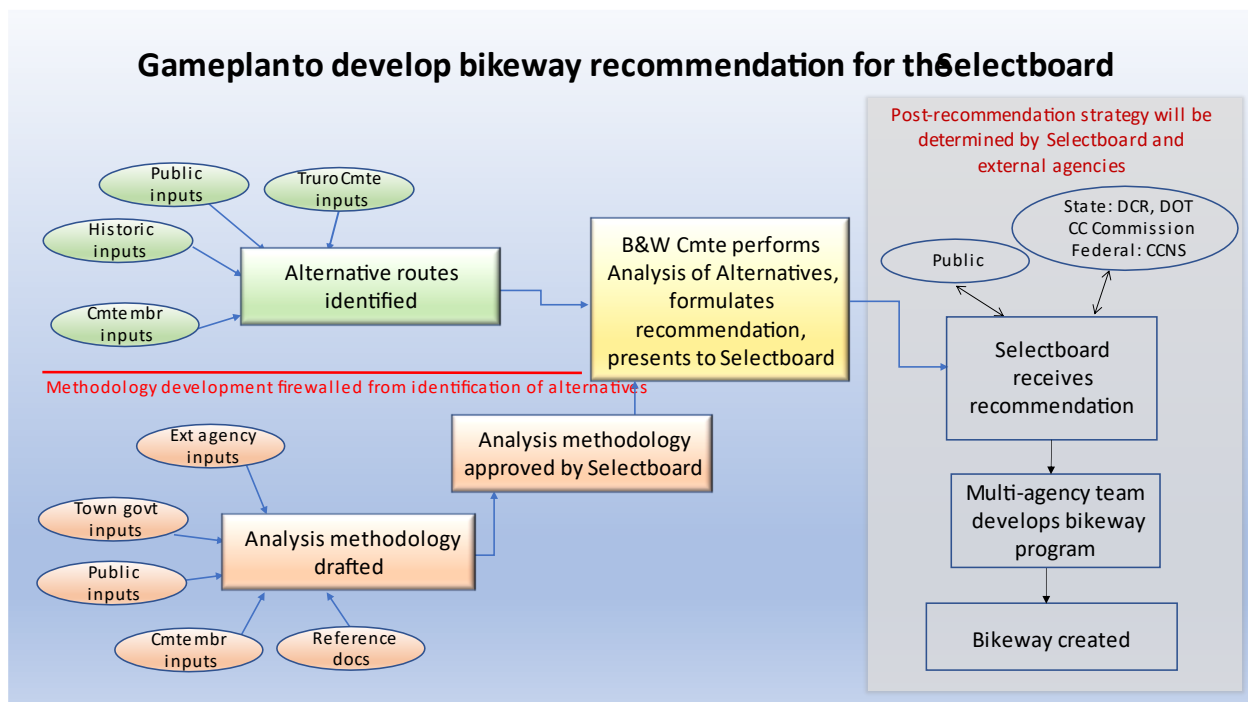 Gameplan to develop bikeway recommendation for the Selectboard
Post-recommendation strategy will be
determined by Selectboard and
external agencies
Public
inputs
Truro Cmte
inputs
Historic
inputs
Cmte mbr
inputs
Alternative routes
identified
B&W Cmte performs
Analysis of Alternatives,
formulates
recommendation,
presents to Selectboard
State: DCR, DOT
CC Commission
Federal: CCNS
Public
Selectboard
receives
recommendation
Methodology development firewalled from identification of alternatives
Ext agency
inputs
Town govt
inputs
Public
inputs
Cmte mbr
inputs
Reference
docs
Analysis methodology
drafted
Analysis methodology
approved by Selectboard
Multi-agency team
develops bikeway
program
Bikeway created